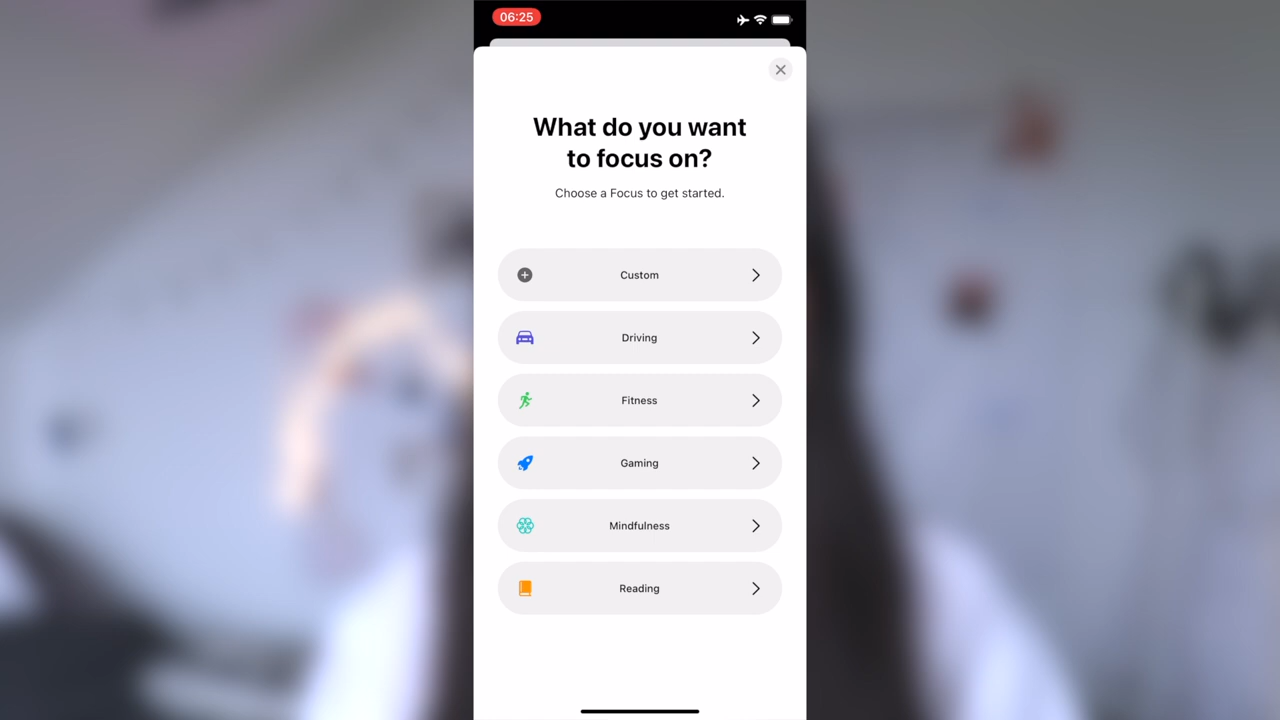 06:25
What do you want
to focus on?
Choose a Focus to get started.
Custom
Driving
Fitness
Gaming
Mindfulness
Reading